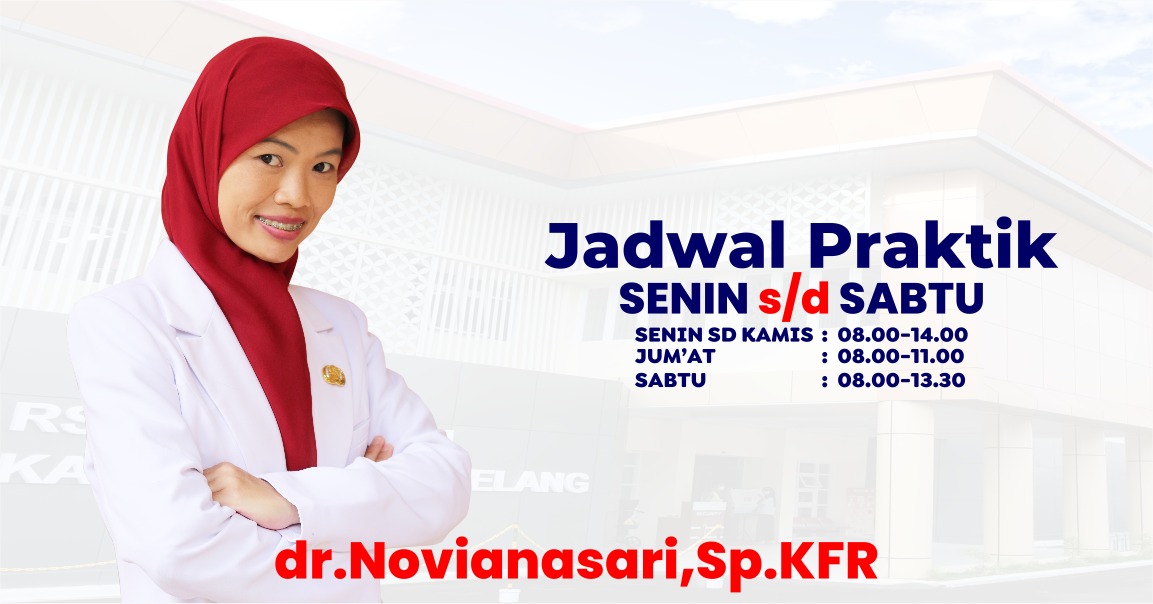 Jadwal Praktik
SENIN s/d SABTU
SENIN SD KAMIS : 08.00-14.00
JUM'AT : 08.00-11.00
SABTU : 08.00-13.30
dr.Novianasari,Sp.KFR